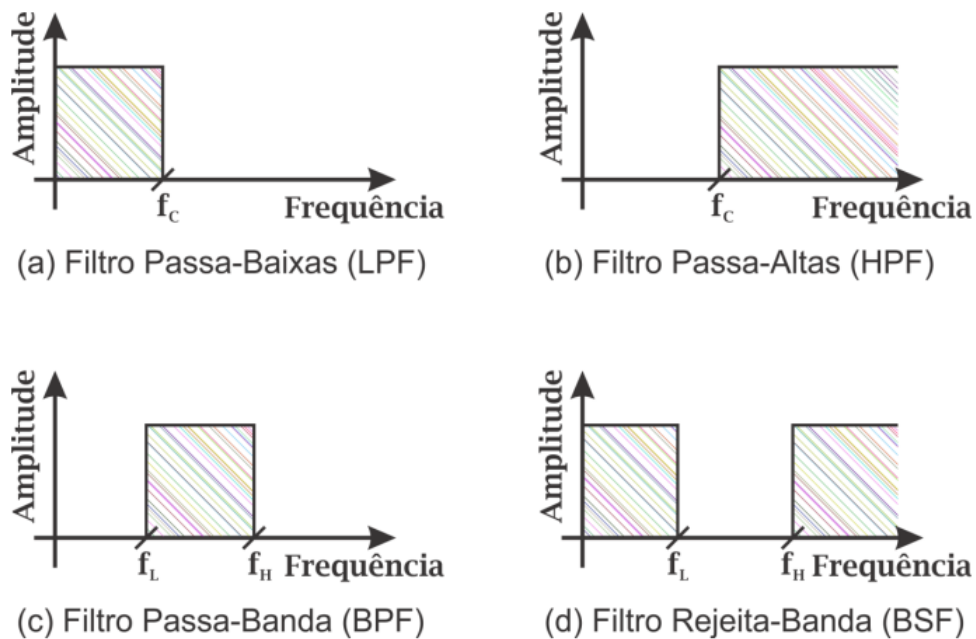 Amplitude
f_C
Frequência
(a) Filtro Passa-Baixas (LPF)
Amplitude
f_C
Frequência
(b) Filtro Passa-Altas (HPF)
Amplitude
f_L
f_H
Frequência
(c) Filtro Passa-Banda (BPF)
Amplitude
f_L
f_H
Frequência
(d) Filtro Rejeita-Banda (BSF)